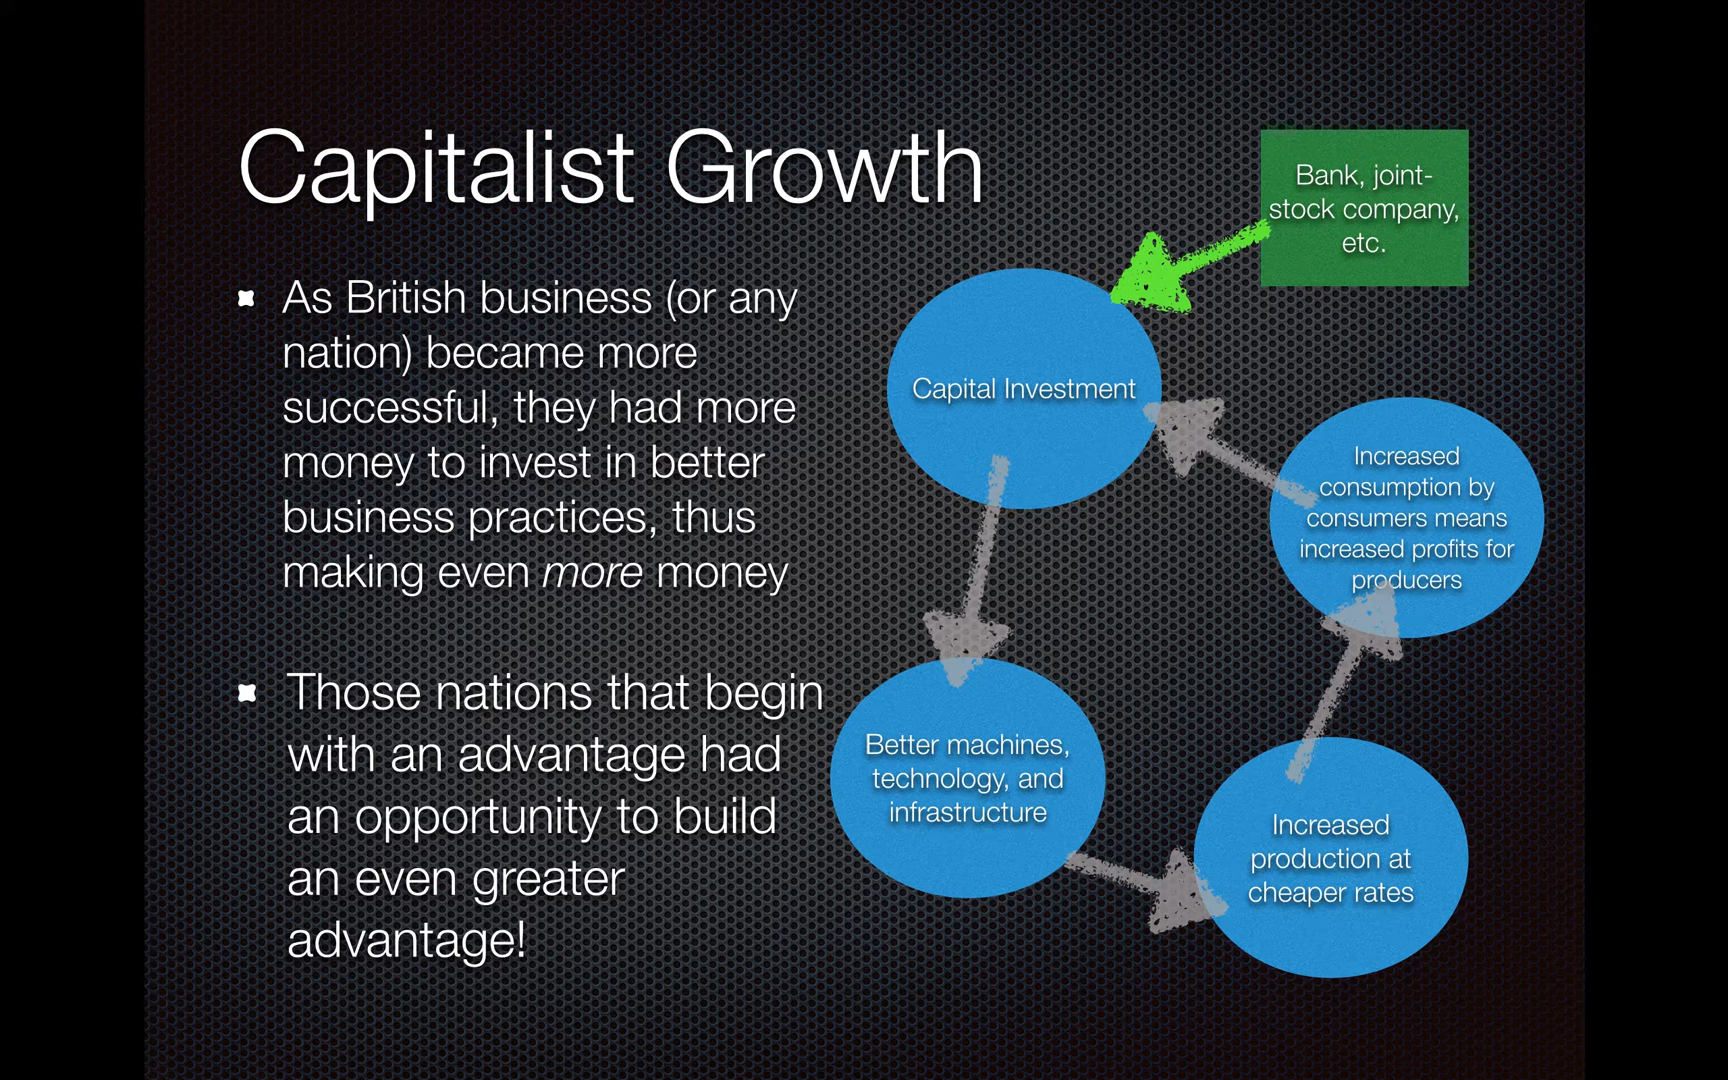 Capitalist Growth
As British business (or any
nation) became more
successful, they had more
money to invest in better
business practices, thus
making even more money
Those nations that begin
with an advantage had
an opportunity to build
an even greater
advantage!
Bank, joint-
stock company,
etc.
Capital Investment
Increased
consumption by
consumers means
increased profits for
producers
Better machines,
technology, and
infrastructure
Increased
production at
cheaper rates